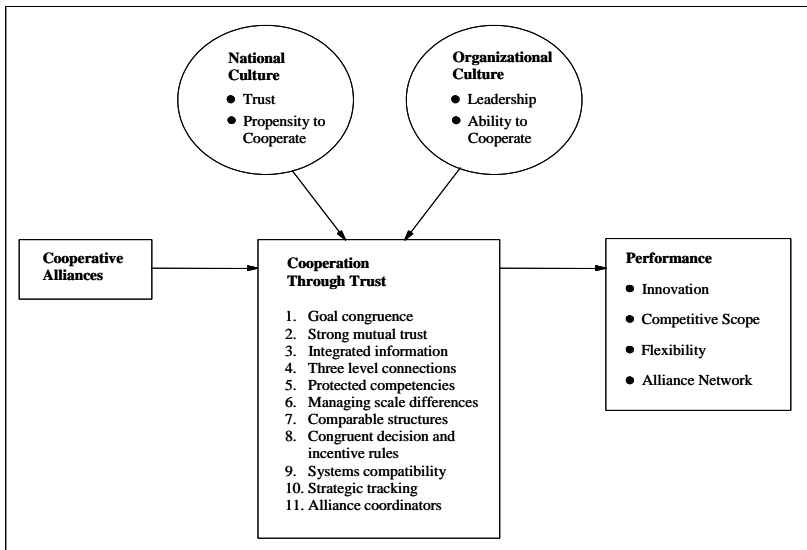 National
Culture
● Trust
● Propensity to
Cooperate
Organizational
Culture
● Leadership
● Ability to
Cooperate
Cooperative
Alliances
Cooperation
Through Trust
1. Goal congruence
2. Strong mutual trust
3. Integrated information
4. Three level connections
5. Protected competencies
6. Managing scale differences
7. Comparable structures
8. Congruent decision and
incentive rules
9. Systems compatibility
10. Strategic tracking
11. Alliance coordinators
Performance
● Innovation
● Competitive Scope
● Flexibility
● Alliance Network